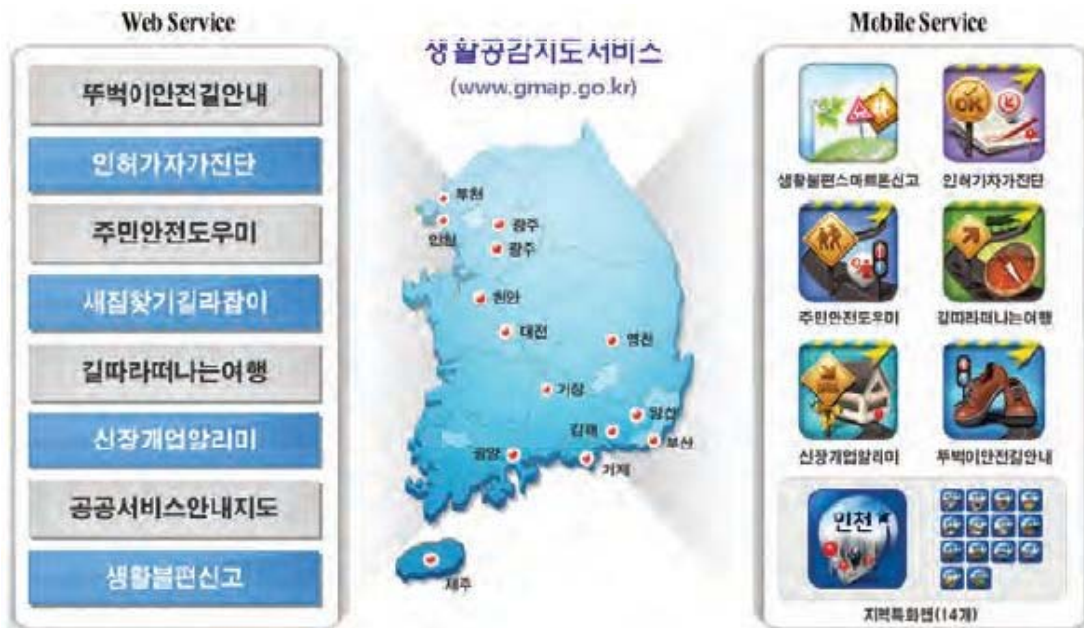 Web Service
뚜벅이안전길안내
인허가자가진단
주민안전도우미
새집찾기길라잡이
길따라떠나는여행
신장개업알리미
공공서비스안내지도
생활불편신고
생활공감지도서비스
(www.gmap.go.kr)
부천
인천
광주
광주
천안
대전
영천
거창
양산
김해
부산
광양
거제
제주
Mobile Service
생활불편스마트폰신고
인허가자가진단
OK
주민안전도우미
길따라떠나는여행
신장개업알리미
뚜벅이안전길안내
인천
지역특화앱(14개)